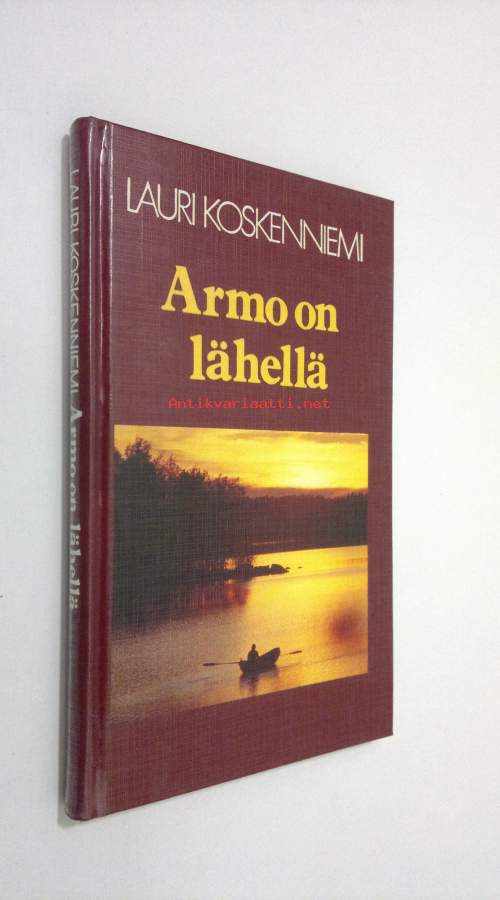 LAURI KOSKENNIEMI
Armo on
lähellä
Antikvariaatti.net
LAURI KOSKENNIEMI Armo on lähellä